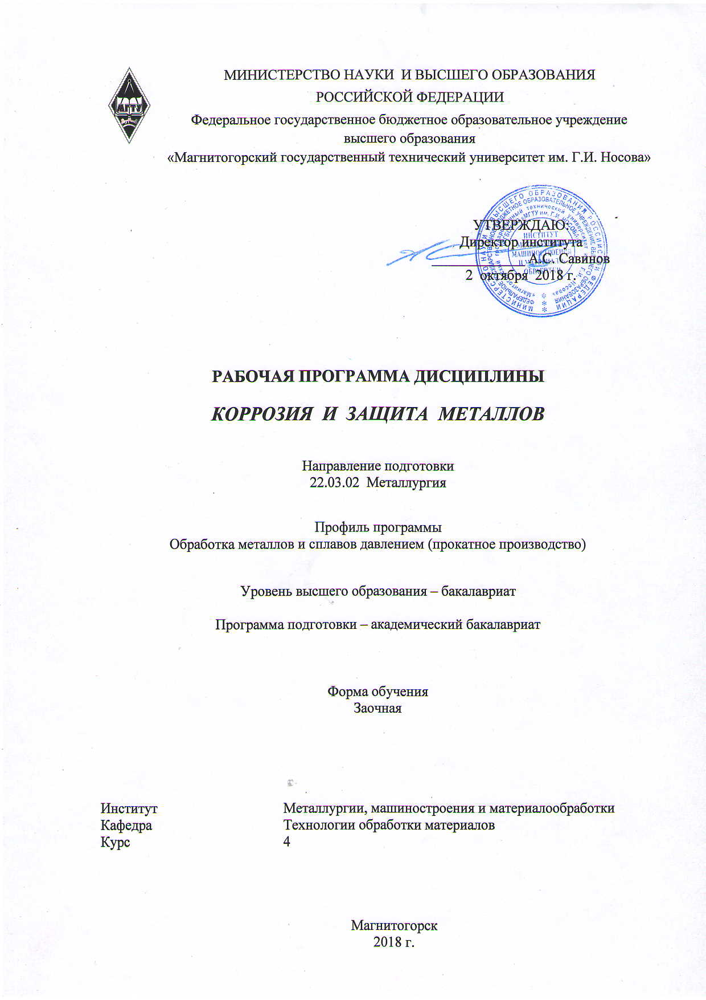 МИНИСТЕРСТВО НАУКИ И ВЫСШЕГО ОБРАЗОВАНИЯ
РОССИЙСКОЙ ФЕДЕРАЦИИ
Федеральное государственное бюджетное образовательное учреждение
высшего образования
«Магнитогорский государственный технический университет им. Г.И. Носова»
МГТУ
УТВЕРЖДАЮ:
Директор института
А.С. Савинов
2 октября 2018 г.
РАБОЧАЯ ПРОГРАММА ДИСЦИПЛИНЫ
КОРРОЗИЯ И ЗАЩИТА МЕТАЛЛОВ
Направление подготовки
22.03.02 Металлургия
Профиль программы
Обработка металлов и сплавов давлением (прокатное производство)
Уровень высшего образования – бакалавриат
Программа подготовки – академический бакалавриат
Форма обучения
Заочная
Институт Металлургии, машиностроения и материалообработки
Кафедра Технологии обработки материалов
Курс 4
Магнитогорск
2018 г.